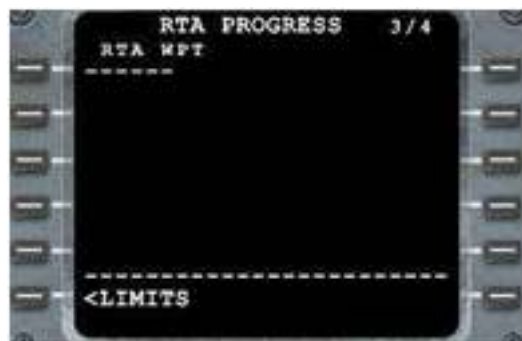 RTA PROGRESS 3/4
RTA WPT
------
--------------------------
<LIMITS